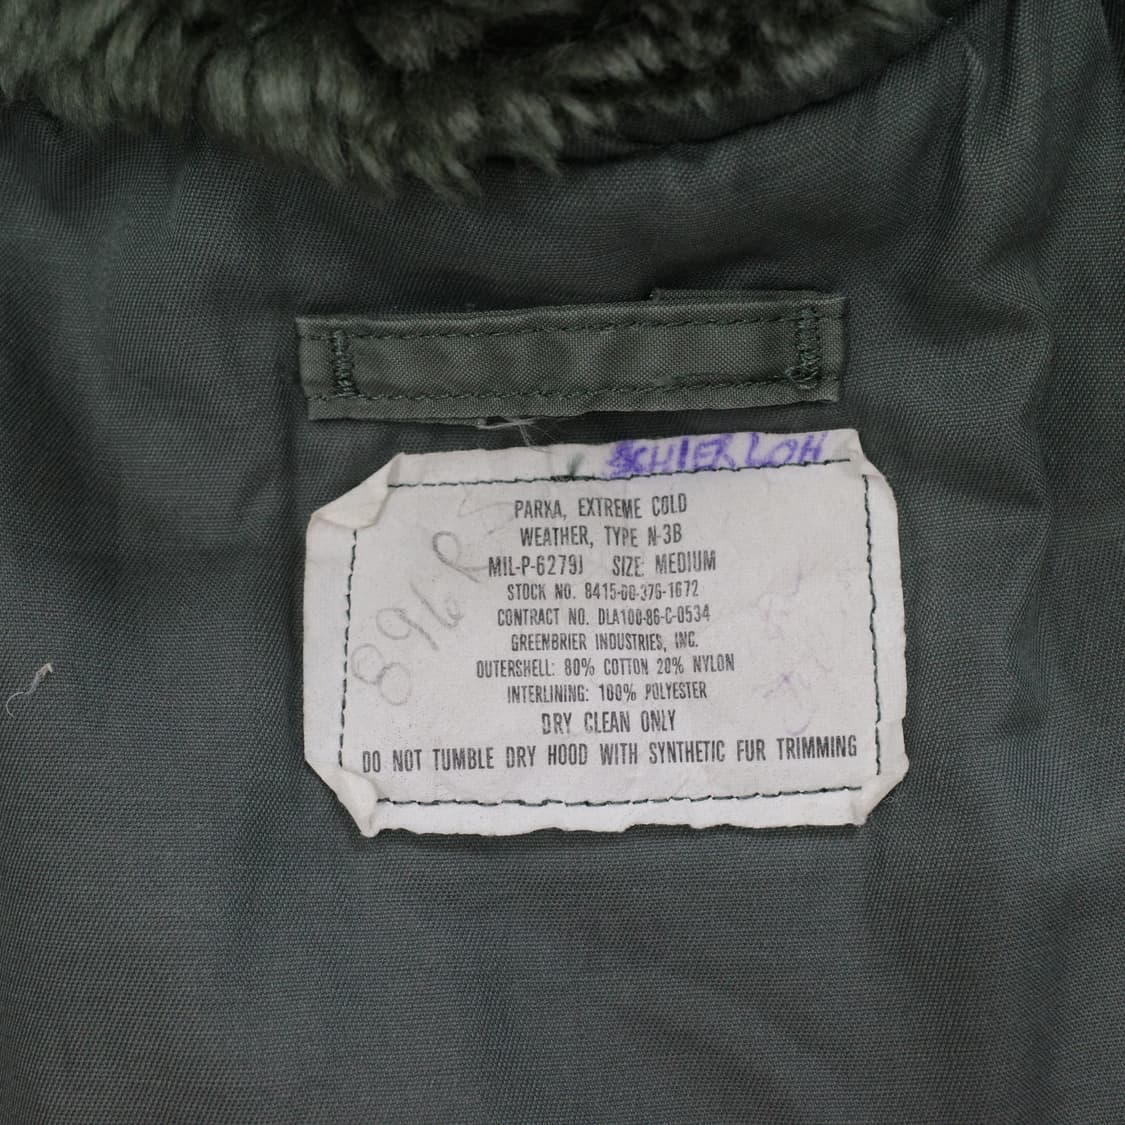 SCHIERLOH
PARKA, EXTREME COLD
WEATHER, TYPE N-3B
MIL-P-6279J SIZE: MEDIUM
STOCK NO. 8415-00-376-1672
CONTRACT NO. DLA100-86-C-0534
GREENBRIER INDUSTRIES, INC.
OUTERSHELL: 80% COTTON 20% NYLON
INTERLINING: 100% POLYESTER
DRY CLEAN ONLY
DO NOT TUMBLE DRY HOOD WITH SYNTHETIC FUR TRIMMING
896R